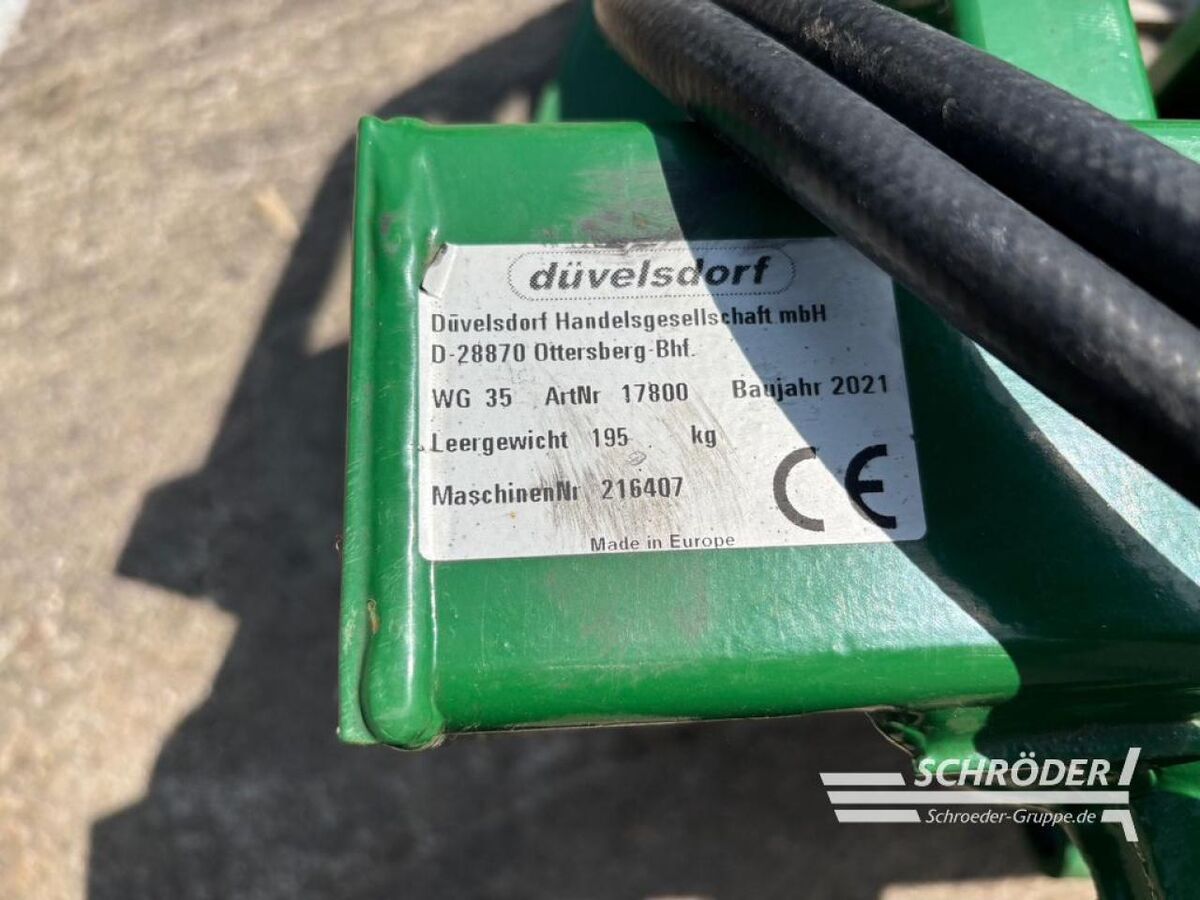 düvelsdorf
Düvelsdorf Handelsgesellschaft mbH
D-28870 Ottersberg-Bhf.
WG 35 ArtNr 17800 Baujahr 2021
Leergewicht 195 kg
MaschinenNr 216407
CE
Made in Europe
SCHRÖDER
Schroeder-Gruppe.de